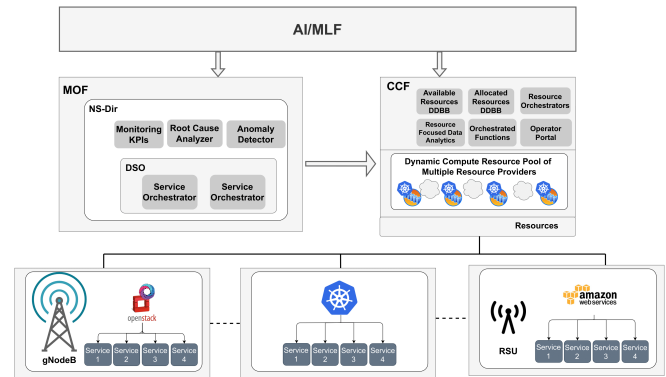 AI/MLF
MOF
NS-Dir
Monitoring
KPIs
Root Cause
Analyzer
Anomaly
Detector
DSO
Service
Orchestrator
Service
Orchestrator
CCF
Available
Resources
DDBB
Allocated
Resources
DDBB
Resource
Orchestrators
Resource
Focused Data
Analytics
Orchestrated
Functions
Operator
Portal
Dynamic Compute Resource Pool of
Multiple Resource Providers
Resources
gNodeB
openstack
Service
1
Service
2
Service
3
Service
4
Service
1
Service
2
Service
3
Service
4
RSU
amazon
webservices
Service
1
Service
2
Service
3
Service
4